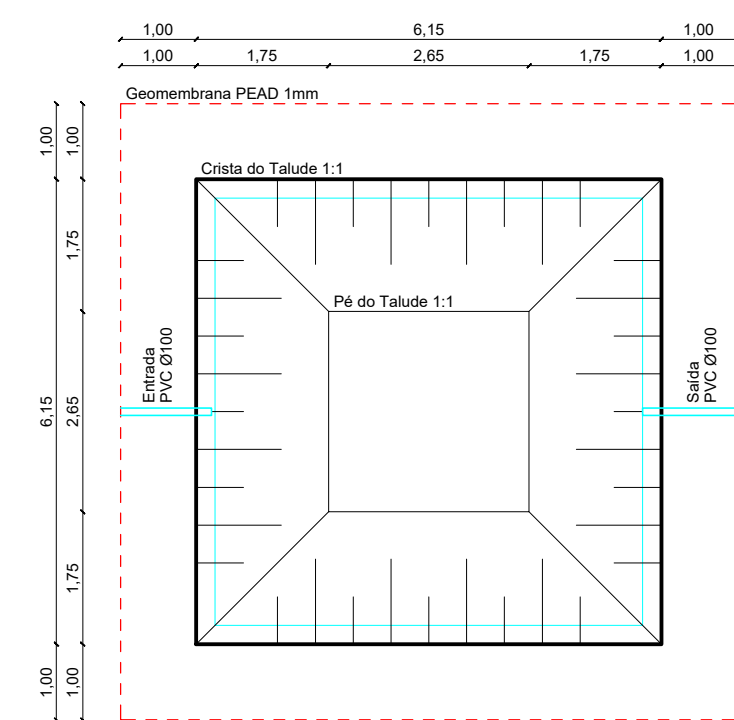 1,00
6,15
1,00
1,00
1,75
2,65
1,75
1,00
Geomembrana PEAD 1mm
1,00
1,00
Crista do Talude 1:1
1,75
Pé do Talude 1:1
Entrada
PVC Ø100
Saída
PVC Ø100
6,15
2,65
1,75
1,00
1,00